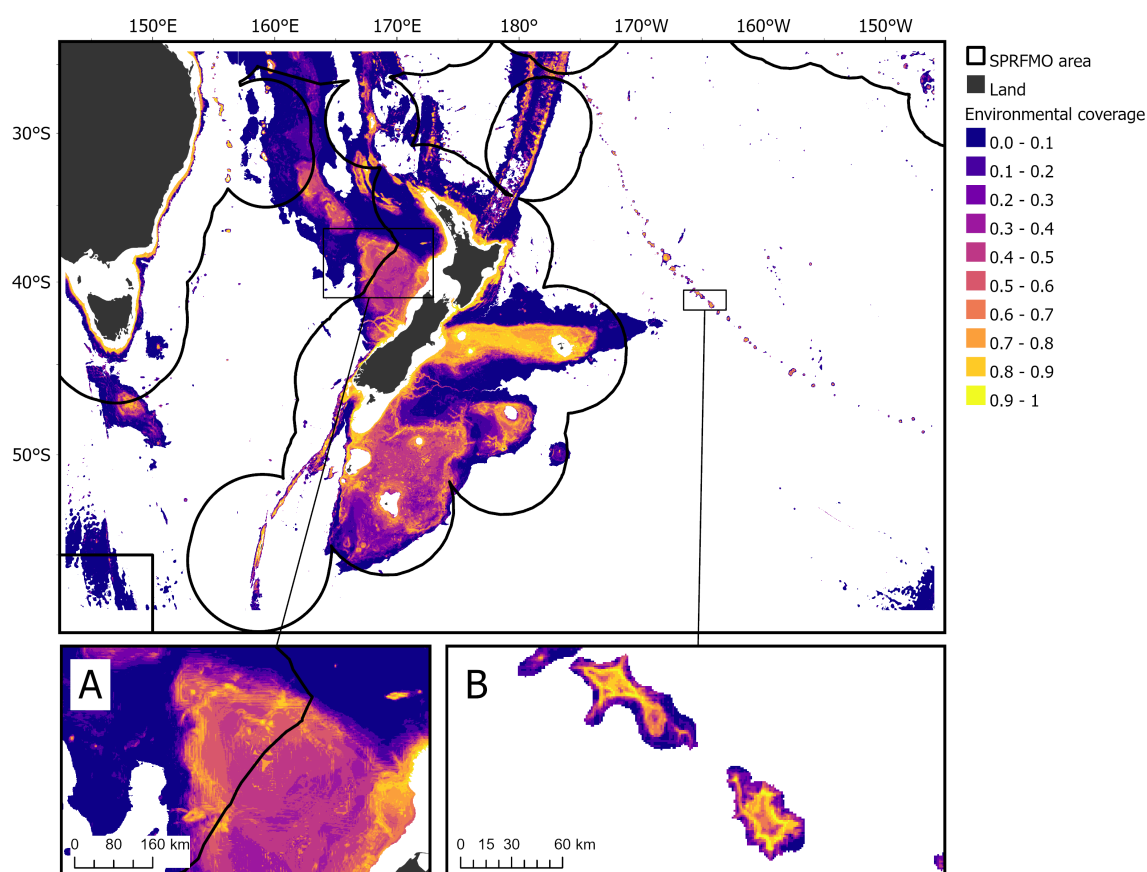 150°E 160°E 170°E 180° 170°W 160°W 150°W
30°S
40°S
50°S
SPRFMO area
Land
Environmental coverage
0.0 - 0.1
0.1 - 0.2
0.2 - 0.3
0.3 - 0.4
0.4 - 0.5
0.5 - 0.6
0.6 - 0.7
0.7 - 0.8
0.8 - 0.9
0.9 - 1
A
0 80 160 km
B
0 15 30 60 km